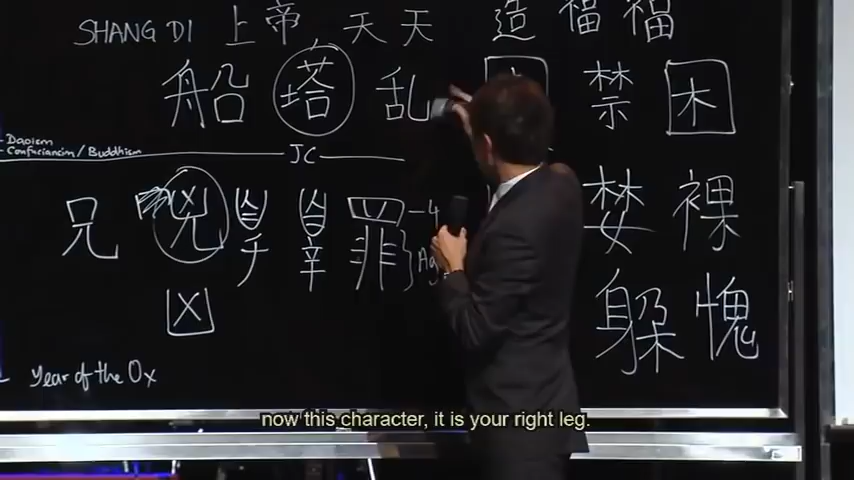 SHANG DI 上帝 天 天 造 福 福
船 塔 乱 禁 困
Daoism
Confucianism / Buddhism
JC
兄 兇 罪 - 4 婪 裸
凶 躲 愧
Year of the Ox
now this character, it is your right leg.